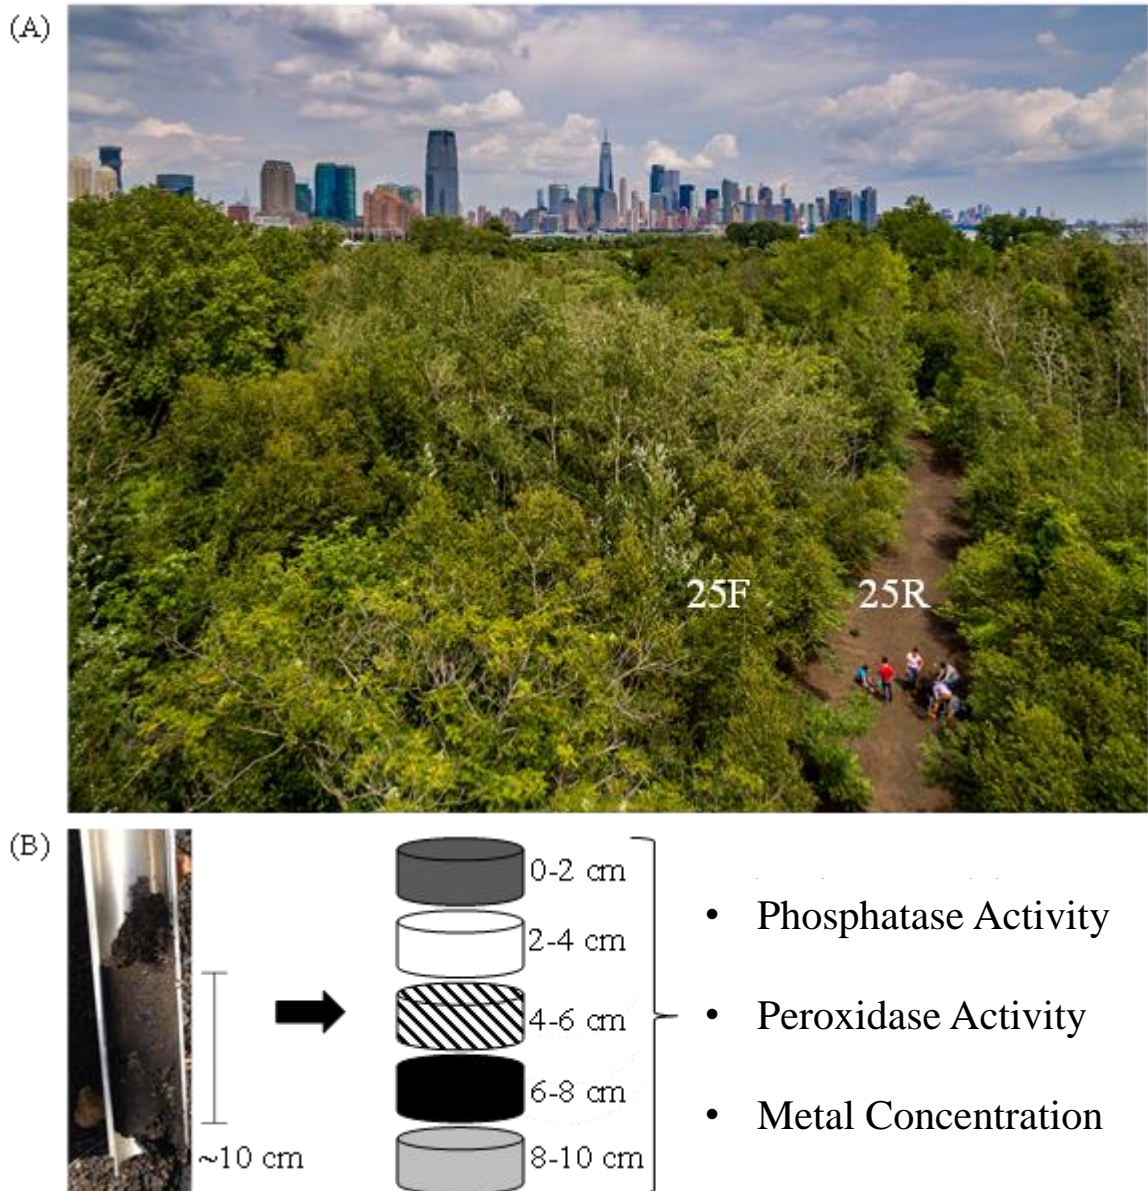 (A)
25F
25R
(B)
~10 cm
0-2 cm
2-4 cm
4-6 cm
6-8 cm
8-10 cm
• Phosphatase Activity
• Peroxidase Activity
• Metal Concentration